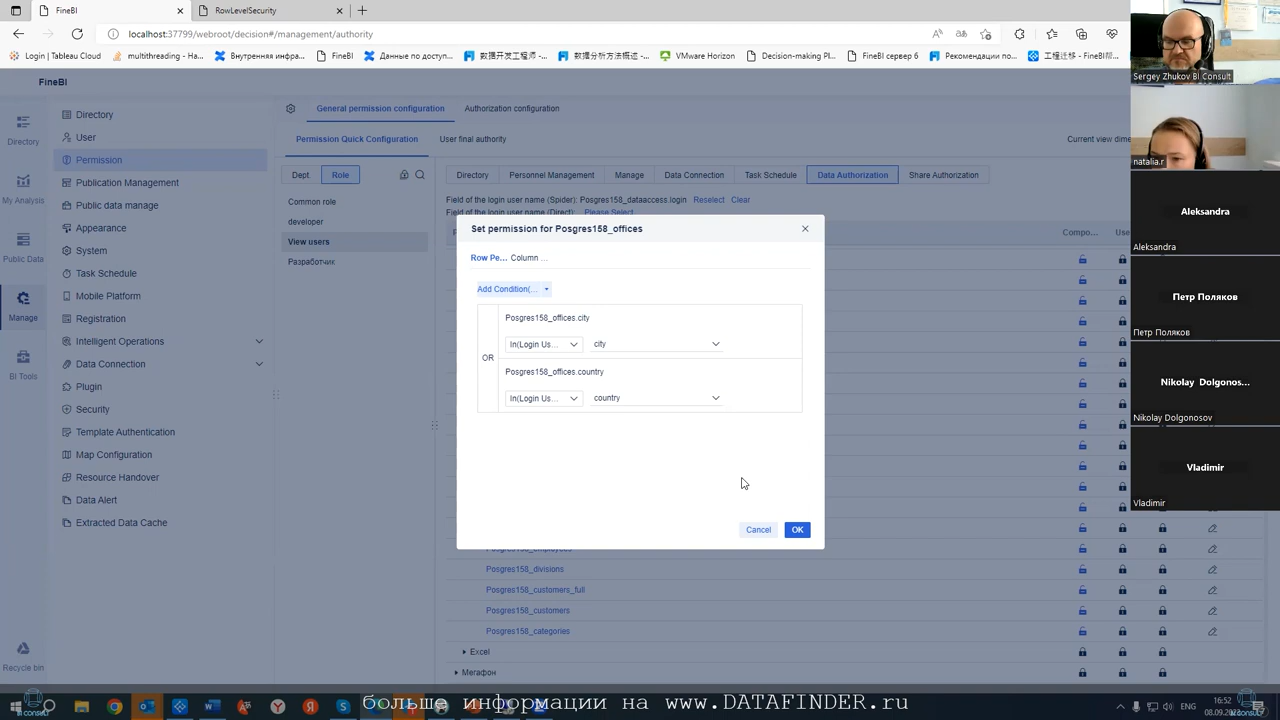 FineBI
RowLevelSecurity
localhost:37799/webroot/decision#/management/authority
Login | Tableau Cloud
multithreading - Ha...
Внутренняя инфра...
FineBI
Данные по доступ...
数据开发工程师 -...
数据分析方法概述 -...
VMware Horizon
Decision-making Pl...
FineBI сервер 6
Рекомендации по п...
工程迁移 - FineBI帮...
FineBI
Directory
My Analysis
Public Data
Manage
BI Tools
Recycle bin
Directory
User
Permission
Publication Management
Public data manage
Appearance
System
Task Schedule
Mobile Platform
Registration
Intelligent Operations
Data Connection
Plugin
Security
Template Authentication
Map Configuration
Resource Handover
Data Alert
Extracted Data Cache
General permission configuration
Authorization configuration
Permission Quick Configuration
User final authority
Current view dime
Dept.
Role
Common role
developer
View users
Разработчик
Directory
Personnel Management
Manage
Data Connection
Task Schedule
Data Authorization
Share Authorization
Field of the login user name (Spider): Posgres158_dataaccess.login Reselect Clear
Field of the login user name (Direct): Please Select
Compo...
Use
Set permission for Posgres158_offices
Row Pe...
Column ...
Add Condition(...
OR
Posgres158_offices.city
In(Login Us...
city
Posgres158_offices.country
In(Login Us...
country
Cancel
OK
Posgres158_employees
Posgres158_divisions
Posgres158_customers_full
Posgres158_customers
Posgres158_categories
Excel
Мегафон
Sergey Zhukov BI Consult
natalia.r
Aleksandra
Aleksandra
Петр Поляков
Петр Поляков
Nikolay Dolgonos...
Nikolay Dolgonosov
Vladimir
Vladimir
больше информации на www.DATAFINDER.ru
ENG
16:52